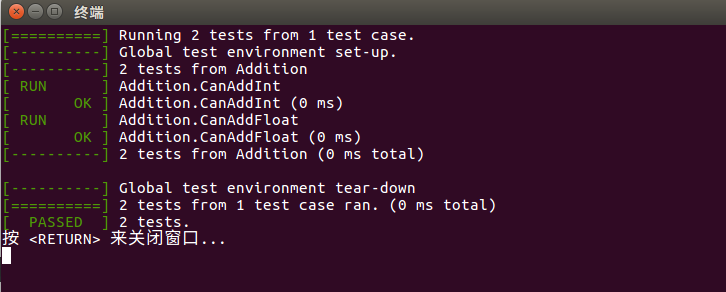 终端
[==========] Running 2 tests from 1 test case.
[----------] Global test environment set-up.
[----------] 2 tests from Addition
[ RUN      ] Addition.CanAddInt
[       OK ] Addition.CanAddInt (0 ms)
[ RUN      ] Addition.CanAddFloat
[       OK ] Addition.CanAddFloat (0 ms)
[----------] 2 tests from Addition (0 ms total)
[----------] Global test environment tear-down
[==========] 2 tests from 1 test case ran. (0 ms total)
[  PASSED  ] 2 tests.
按 <RETURN> 来关闭窗口...